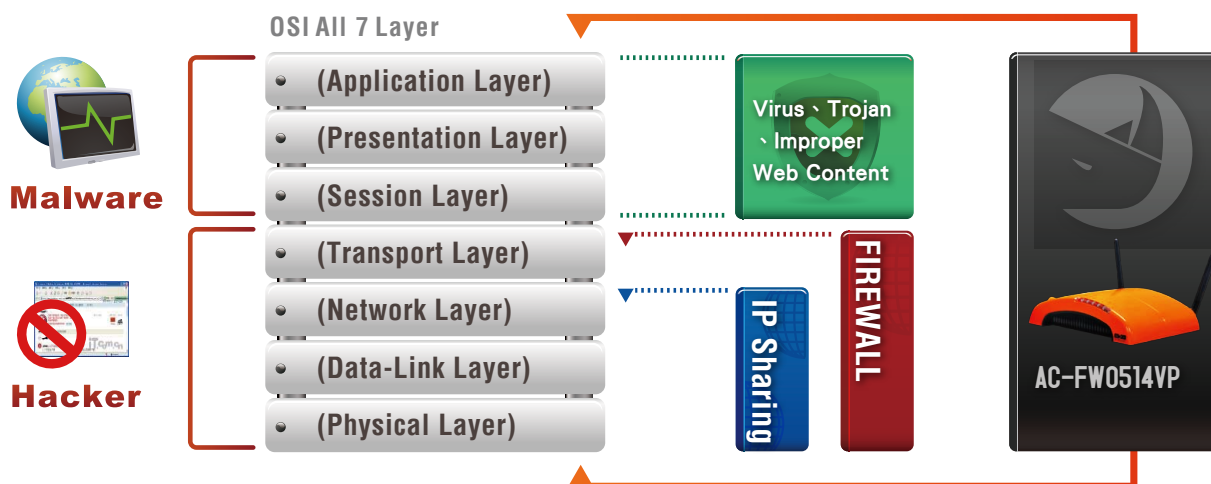 OSI All 7 Layer
(Application Layer)
(Presentation Layer)
(Session Layer)
(Transport Layer)
(Network Layer)
(Data-Link Layer)
(Physical Layer)
Malware
Hacker
Virus、Trojan
、Improper
Web Content
FIREWALL
IP Sharing
AC-FW0514VP